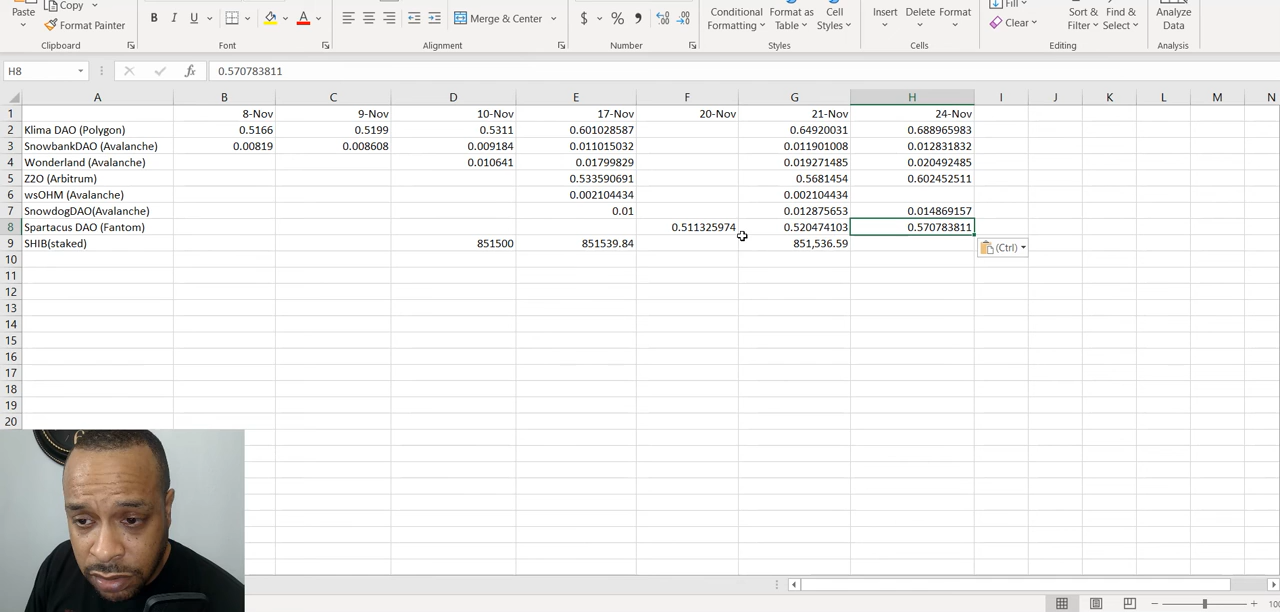 Paste
Copy
Format Painter
Clipboard
B I U
Font
Merge & Center
Alignment
$ % ,
Number
Conditional Formatting
Format as Table
Cell Styles
Styles
Insert Delete Format
Cells
Fill
Clear
Sort & Filter
Find & Select
Editing
Analyze Data
Analysis
H8 fx 0.570783811
A B C D E F G H I J K L M N
1 8-Nov 9-Nov 10-Nov 17-Nov 20-Nov 21-Nov 24-Nov
2 Klima DAO (Polygon) 0.5166 0.5199 0.5311 0.601028587 0.64920031 0.688965983
3 SnowbankDAO (Avalanche) 0.00819 0.008608 0.009184 0.011015032 0.011901008 0.012831832
4 Wonderland (Avalanche) 0.010641 0.01799829 0.019271485 0.020492485
5 Z2O (Arbitrum) 0.533590691 0.5681454 0.602452511
6 wsOHM (Avalanche) 0.002104434 0.002104434
7 SnowdogDAO(Avalanche) 0.01 0.012875653 0.014869157
8 Spartacus DAO (Fantom) 0.511325974 0.520474103 0.570783811
9 SHIB(staked) 851500 851539.84 851,536.59
(Ctrl)
10
11
12
13
14
15
16
17
18
19
20